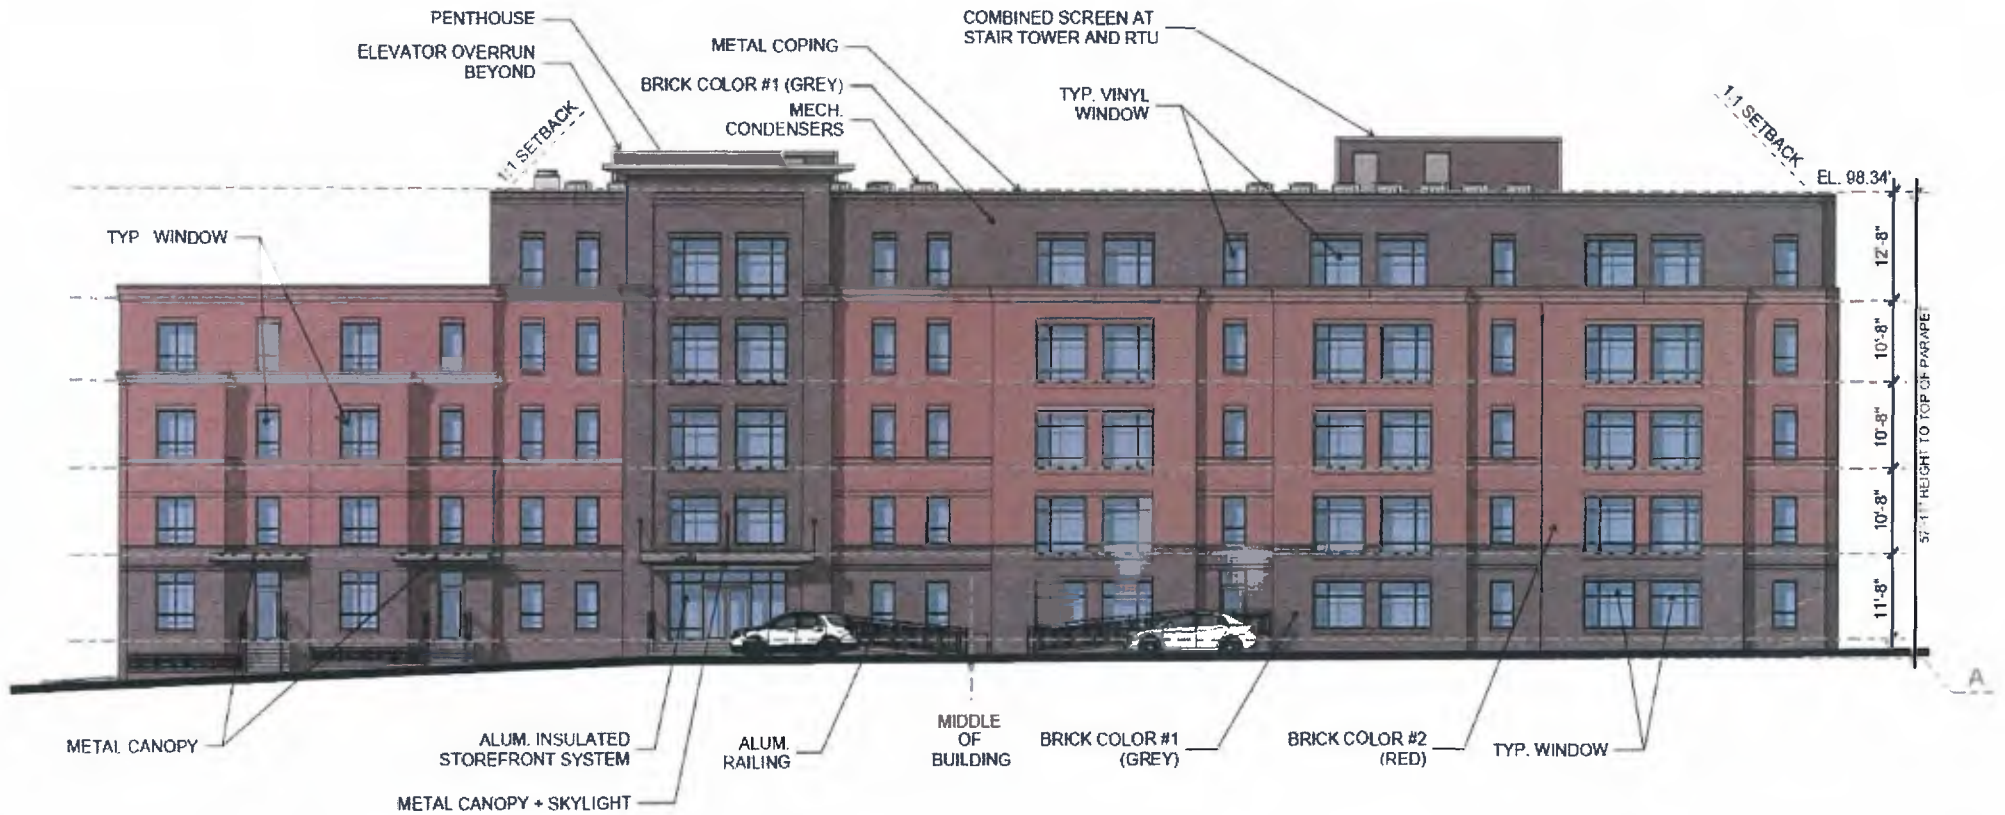 PENTHOUSE
ELEVATOR OVERRUN
BEYOND
METAL COPING
BRICK COLOR #1 (GREY)
MECH.
CONDENSERS
COMBINED SCREEN AT
STAIR TOWER AND RTU
TYP. VINYL
WINDOW
1:1 SETBACK
1:1 SETBACK
EL. 98.34'
TYP WINDOW
12'-8"
10'-8"
10'-8"
10'-8"
11'-8"
HEIGHT TO TOP OF PARAPET
A
METAL CANOPY
ALUM. INSULATED
STOREFRONT SYSTEM
METAL CANOPY + SKYLIGHT
ALUM.
RAILING
MIDDLE
OF
BUILDING
BRICK COLOR #1
(GREY)
BRICK COLOR #2
(RED)
TYP. WINDOW